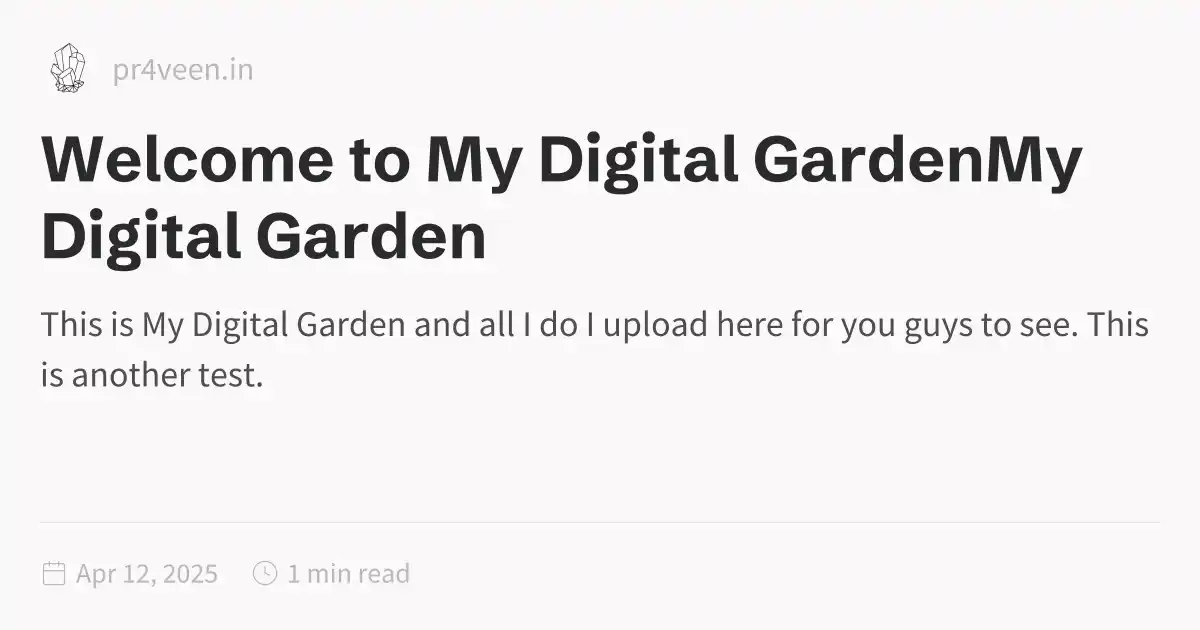 pr4veen.in
Welcome to My Digital GardenMy
Digital Garden
This is My Digital Garden and all I do I upload here for you guys to see. This
is another test.
Apr 12, 2025 1 min read